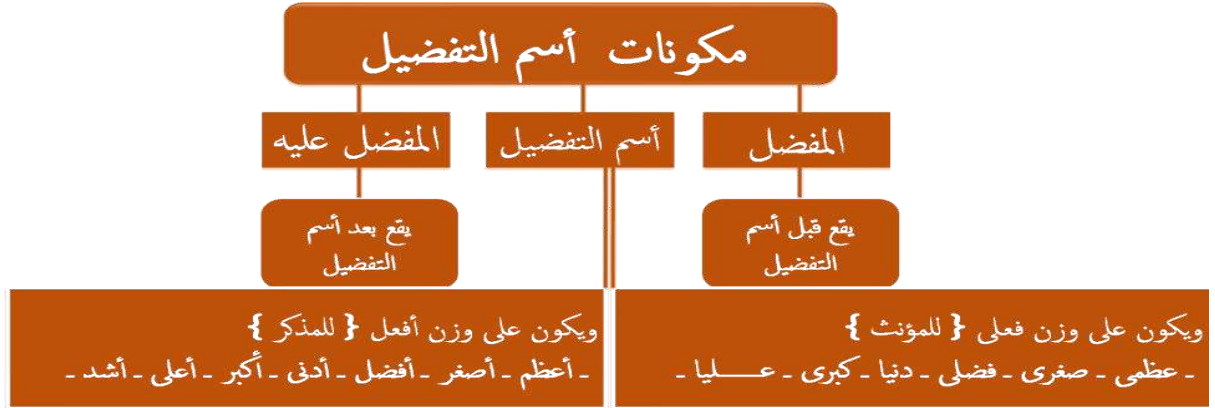 مكونات أسم التفضيل
المفضل
أسم التفضيل
المفضل عليه
يقع قبل أسم
التفضيل
يقع بعد أسم
التفضيل
ويكون على وزن فعلى { للمؤنث }
ـ عظمى ـ صغرى ـ فضلى ـ دنيا ـ كبرى ـ عـــــليا ـ
ويكون على وزن أفعل { للمذكر }
ـ أعظم ـ أصغر ـ أفضل ـ أدنى ـ أكبر ـ أعلى ـ أشد ـ